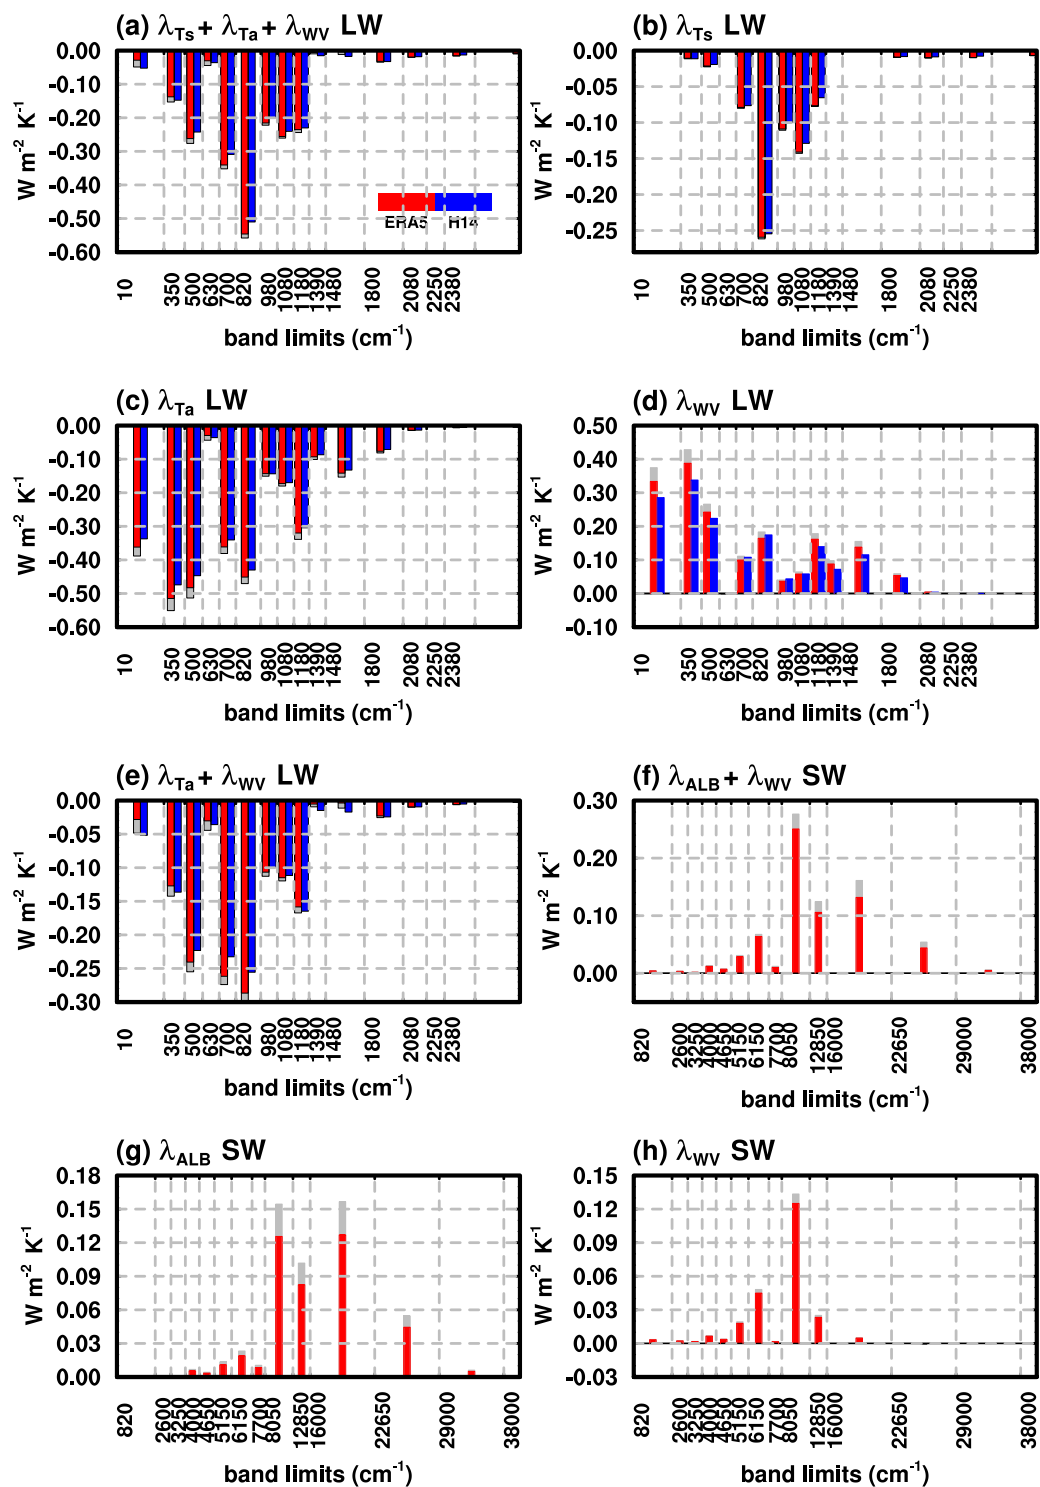 (a) λTs + λTa + λWV LW
0.00
-0.10
-0.20
-0.30
-0.40
-0.50
-0.60
W m-2 K-1
ERA5 H14
10 350 500 630 700 820 980 1080 1180 1390 1480 1800 2080 2250 2380
band limits (cm-1)
(b) λTs LW
0.00
-0.05
-0.10
-0.15
-0.20
-0.25
W m-2 K-1
10 350 500 630 700 820 980 1080 1180 1390 1480 1800 2080 2250 2380
band limits (cm-1)
(c) λTa LW
0.00
-0.10
-0.20
-0.30
-0.40
-0.50
-0.60
W m-2 K-1
10 350 500 630 700 820 980 1080 1180 1390 1480 1800 2080 2250 2380
band limits (cm-1)
(d) λWV LW
0.50
0.40
0.30
0.20
0.10
0.00
-0.10
W m-2 K-1
10 350 500 630 700 820 980 1080 1180 1390 1480 1800 2080 2250 2380
band limits (cm-1)
(e) λTa + λWV LW
0.00
-0.05
-0.10
-0.15
-0.20
-0.25
-0.30
W m-2 K-1
10 350 500 630 700 820 980 1080 1180 1390 1480 1800 2080 2250 2380
band limits (cm-1)
(f) λALB + λWV SW
0.30
0.20
0.10
0.00
W m-2 K-1
820 2600 3250 4000 4650 5150 6150 7700 8050 12850 16000 22650 29000 38000
band limits (cm-1)
(g) λALB SW
0.18
0.15
0.12
0.09
0.06
0.03
0.00
W m-2 K-1
820 2600 3250 4000 4650 5150 6150 7700 8050 12850 16000 22650 29000 38000
band limits (cm-1)
(h) λWV SW
0.15
0.12
0.09
0.06
0.03
0.00
-0.03
W m-2 K-1
820 2600 3250 4000 4650 5150 6150 7700 8050 12850 16000 22650 29000 38000
band limits (cm-1)